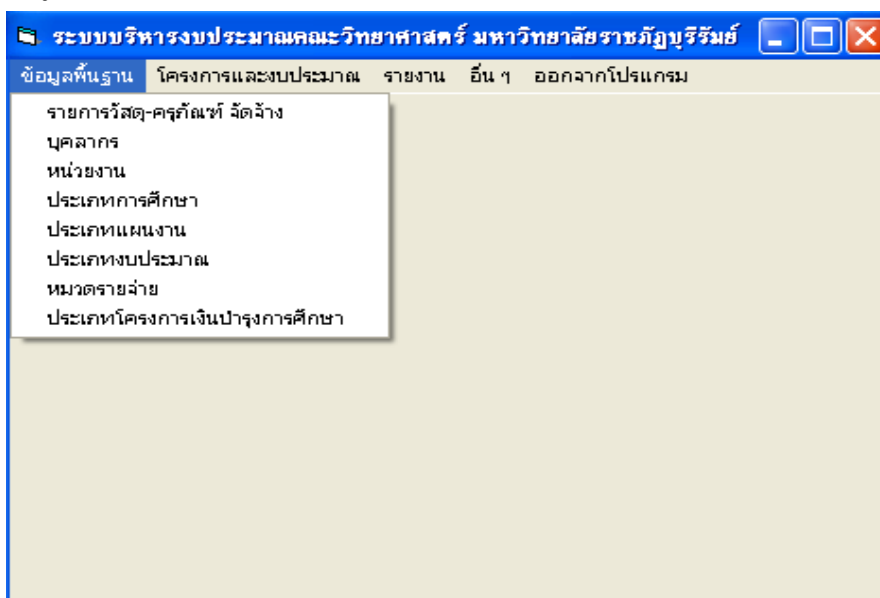 ระบบบริหารงบประมาณคณะวิทยาศาสตร์ มหาวิทยาลัยราชภัฏบุรีรัมย์
ข้อมูลพื้นฐาน โครงการและงบประมาณ รายงาน อื่น ๆ ออกจากโปรแกรม
รายการวัสดุ-ครุภัณฑ์ จัดจ้าง
บุคลากร
หน่วยงาน
ประเภทการศึกษา
ประเภทแผนงาน
ประเภทงบประมาณ
หมวดรายจ่าย
ประเภทโครงการเงินบำรุงการศึกษา